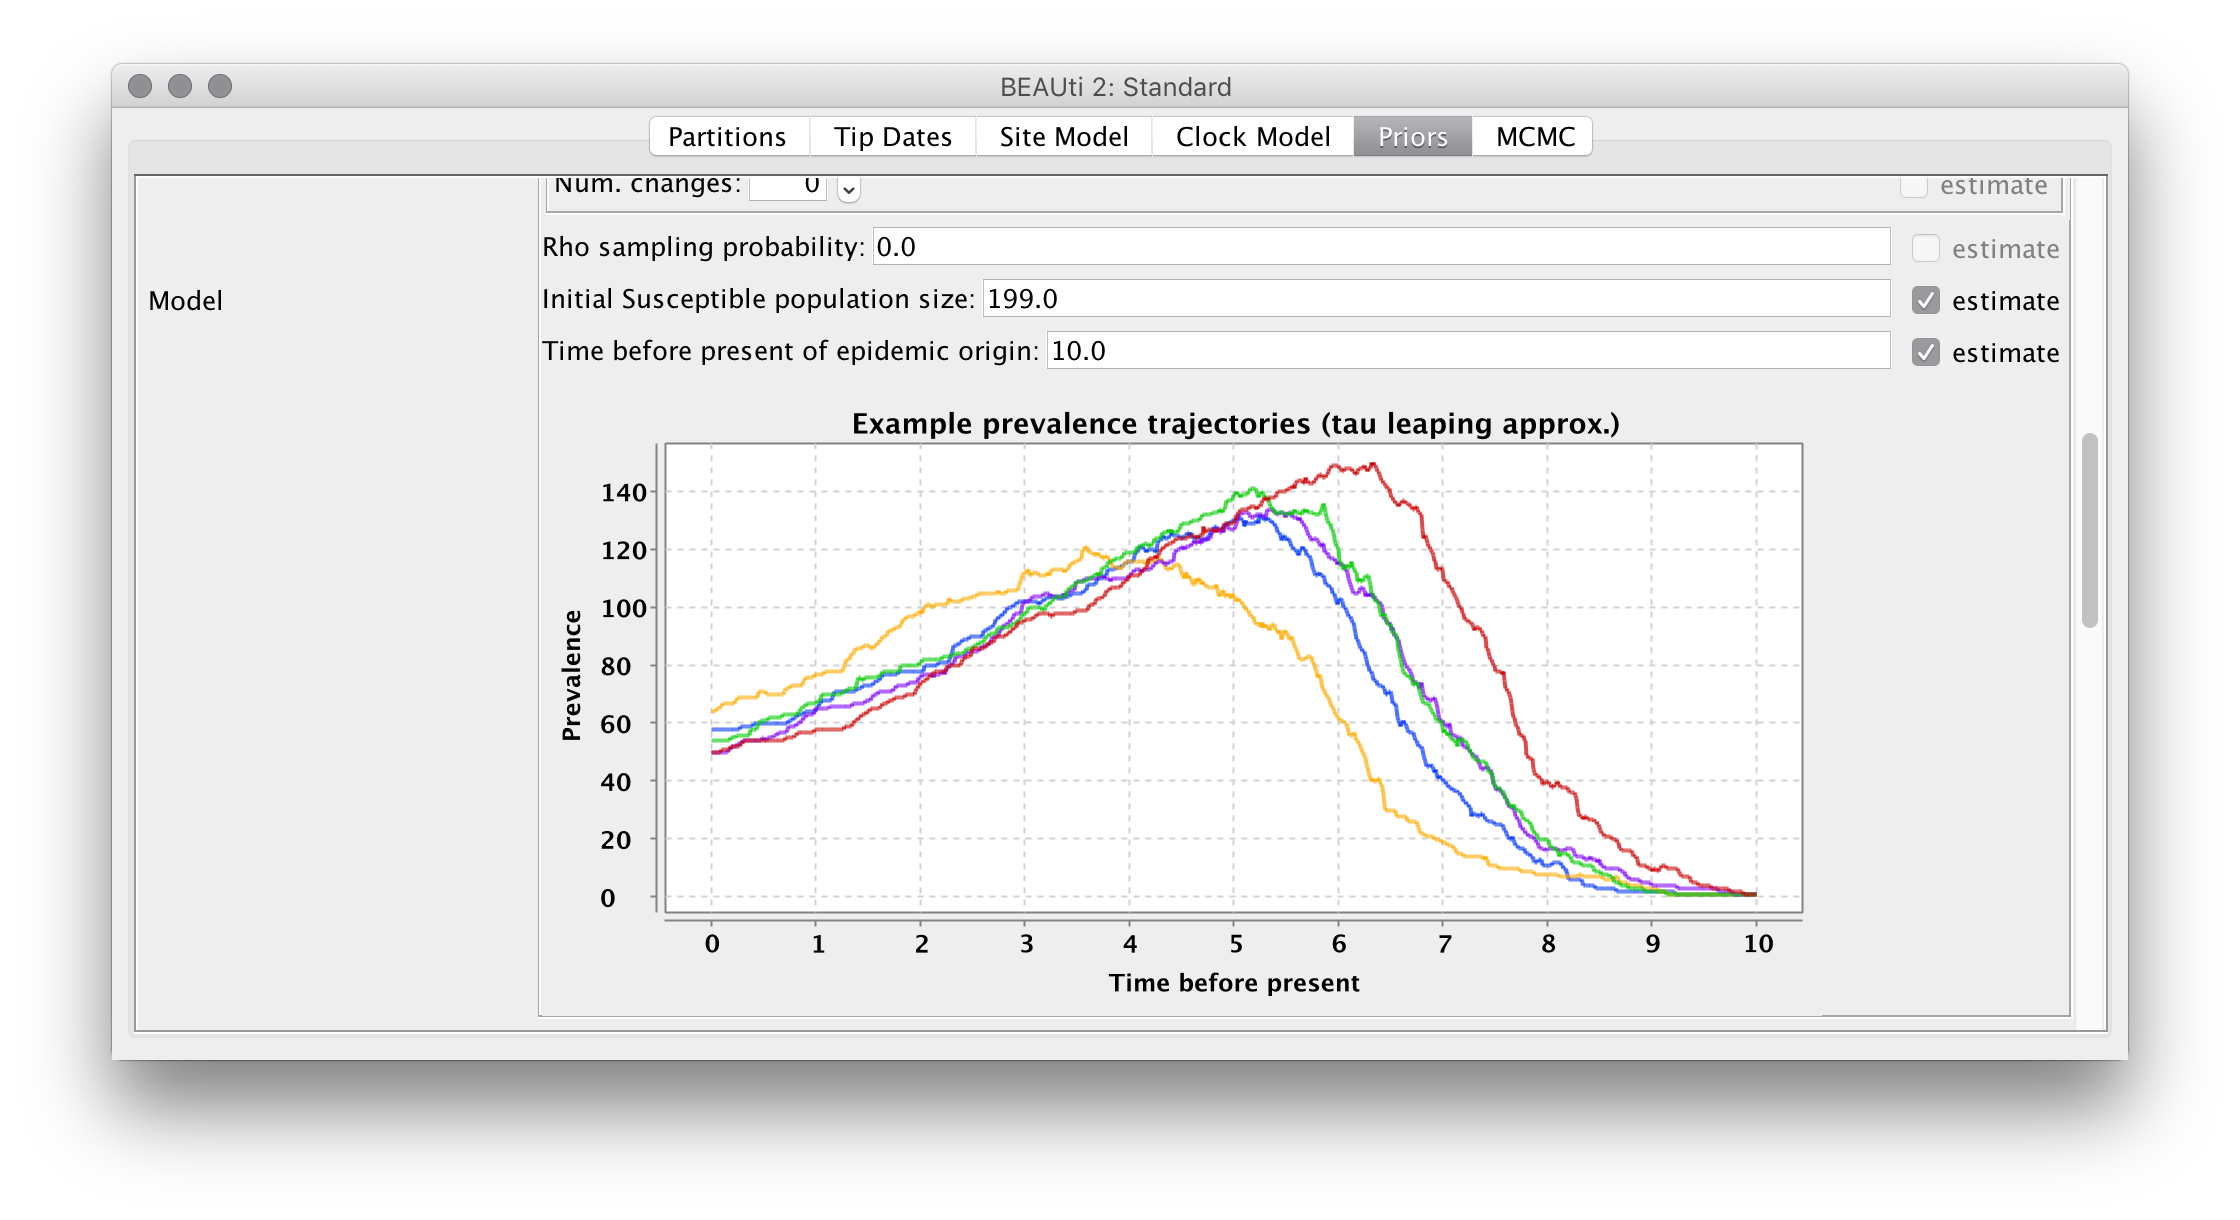 BEAUti 2: Standard
Partitions Tip Dates Site Model Clock Model Priors MCMC
Num. changes: 0 estimate
Rho sampling probability: 0.0 estimate
Model Initial Susceptible population size: 199.0 estimate
Time before present of epidemic origin: 10.0 estimate
Example prevalence trajectories (tau leaping approx.)
140
120
100
80
60
40
20
0
Prevalence
0 1 2 3 4 5 6 7 8 9 10
Time before present